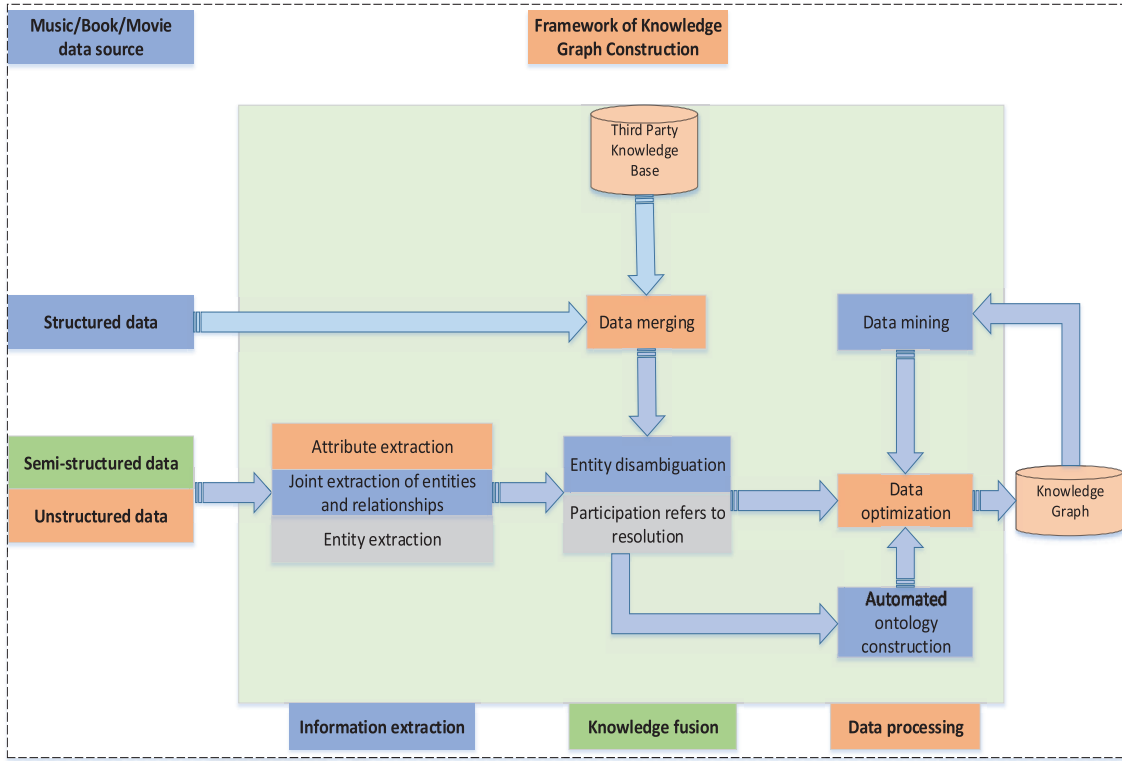 Music/Book/Movie
data source
Framework of Knowledge
Graph Construction
Third Party
Knowledge
Base
Structured data
Data merging
Data mining
Semi-structured data
Unstructured data
Attribute extraction
Joint extraction of entities
and relationships
Entity extraction
Entity disambiguation
Participation refers to
resolution
Data
optimization
Knowledge
Graph
Automated
ontology
construction
Information extraction
Knowledge fusion
Data processing